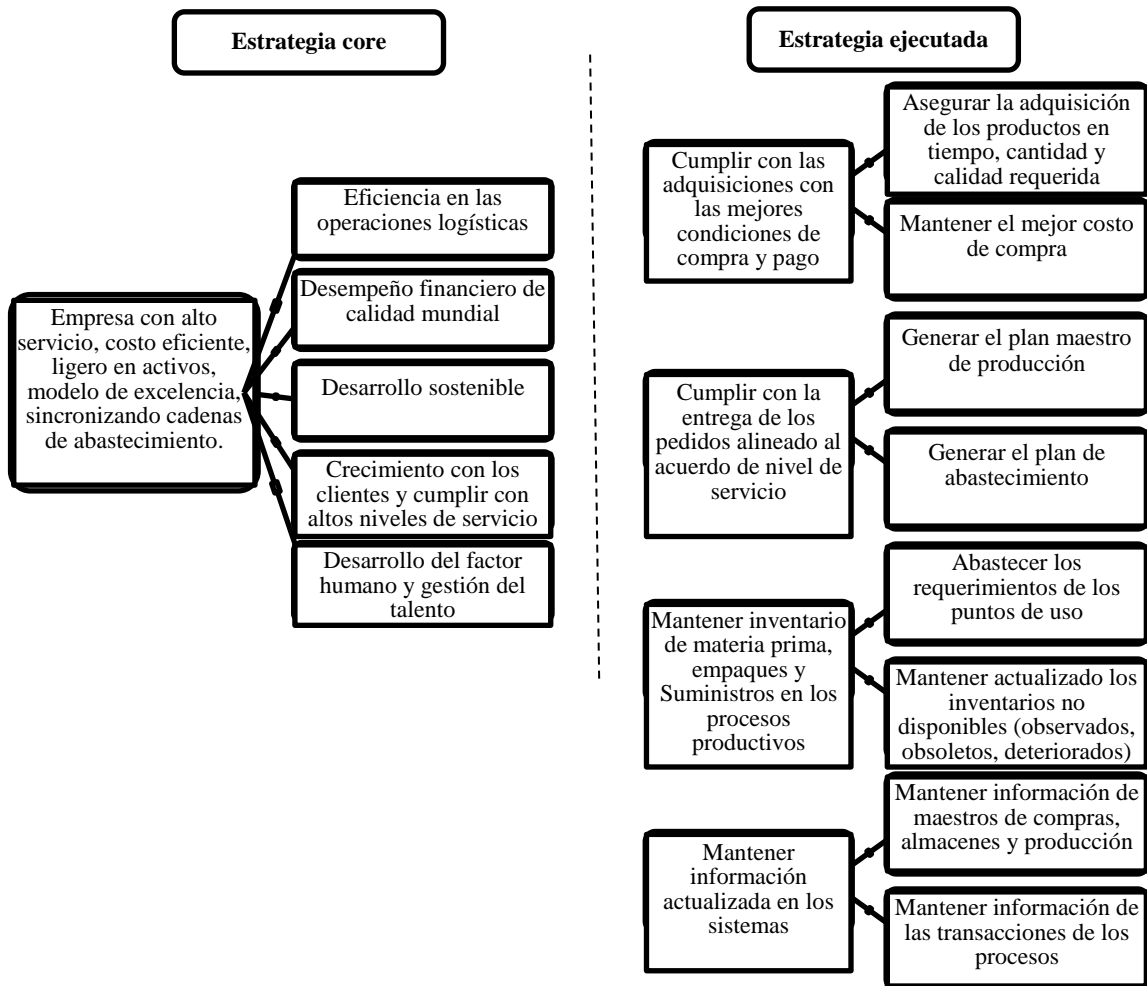 Estrategia core
Empresa con alto
servicio, costo eficiente,
ligero en activos,
modelo de excelencia,
sincronizando cadenas
de abastecimiento.
Eficiencia en las
operaciones logísticas
Desempeño financiero de
calidad mundial
Desarrollo sostenible
Crecimiento con los
clientes y cumplir con
altos niveles de servicio
Desarrollo del factor
humano y gestión del
talento
Estrategia ejecutada
Cumplir con las
adquisiciones con
las mejores
condiciones de
compra y pago
Asegurar la adquisición
de los productos en
tiempo, cantidad y
calidad requerida
Mantener el mejor costo
de compra
Cumplir con la
entrega de los
pedidos alineado al
acuerdo de nivel de
servicio
Generar el plan maestro
de producción
Generar el plan de
abastecimiento
Mantener inventario
de materia prima,
empaques y
Suministros en los
procesos
productivos
Abastecer los
requerimientos de los
puntos de uso
Mantener actualizado los
inventarios no
disponibles (observados,
obsoletos, deteriorados)
Mantener
información
actualizada en los
sistemas
Mantener información de
maestros de compras,
almacenes y producción
Mantener información de
las transacciones de los
procesos